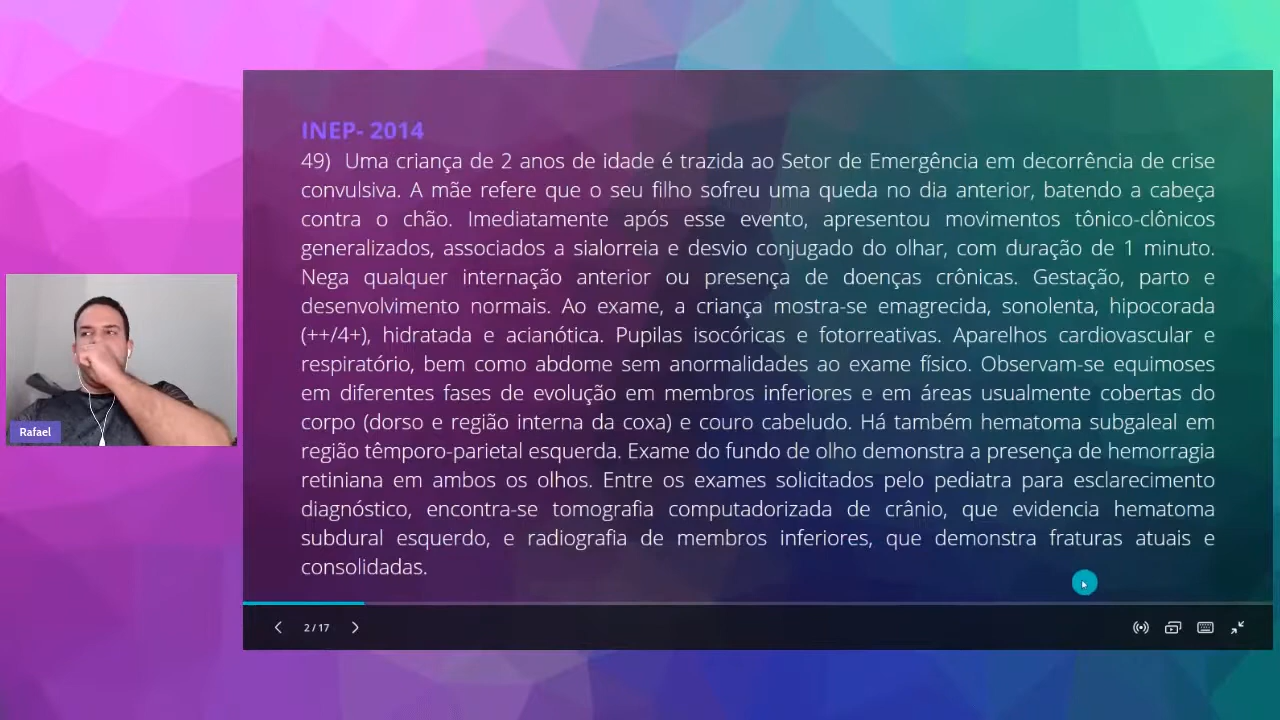 INEP- 2014
49) Uma criança de 2 anos de idade é trazida ao Setor de Emergência em decorrência de crise
convulsiva. A mãe refere que o seu filho sofreu uma queda no dia anterior, batendo a cabeça
contra o chão. Imediatamente após esse evento, apresentou movimentos tônico-clônicos
generalizados, associados a sialorreia e desvio conjugado do olhar, com duração de 1 minuto.
Nega qualquer internação anterior ou presença de doenças crônicas. Gestação, parto e
desenvolvimento normais. Ao exame, a criança mostra-se emagrecida, sonolenta, hipocorada
(++/4+), hidratada e acianótica. Pupilas isocóricas e fotorreativas. Aparelhos cardiovascular e
respiratório, bem como abdome sem anormalidades ao exame físico. Observam-se equimoses
em diferentes fases de evolução em membros inferiores e em áreas usualmente cobertas do
corpo (dorso e região interna da coxa) e couro cabeludo. Há também hematoma subgaleal em
região têmporo-parietal esquerda. Exame do fundo de olho demonstra a presença de hemorragia
retiniana em ambos os olhos. Entre os exames solicitados pelo pediatra para esclarecimento
diagnóstico, encontra-se tomografia computadorizada de crânio, que evidencia hematoma
subdural esquerdo, e radiografia de membros inferiores, que demonstra fraturas atuais e
consolidadas.
Rafael
2 / 17